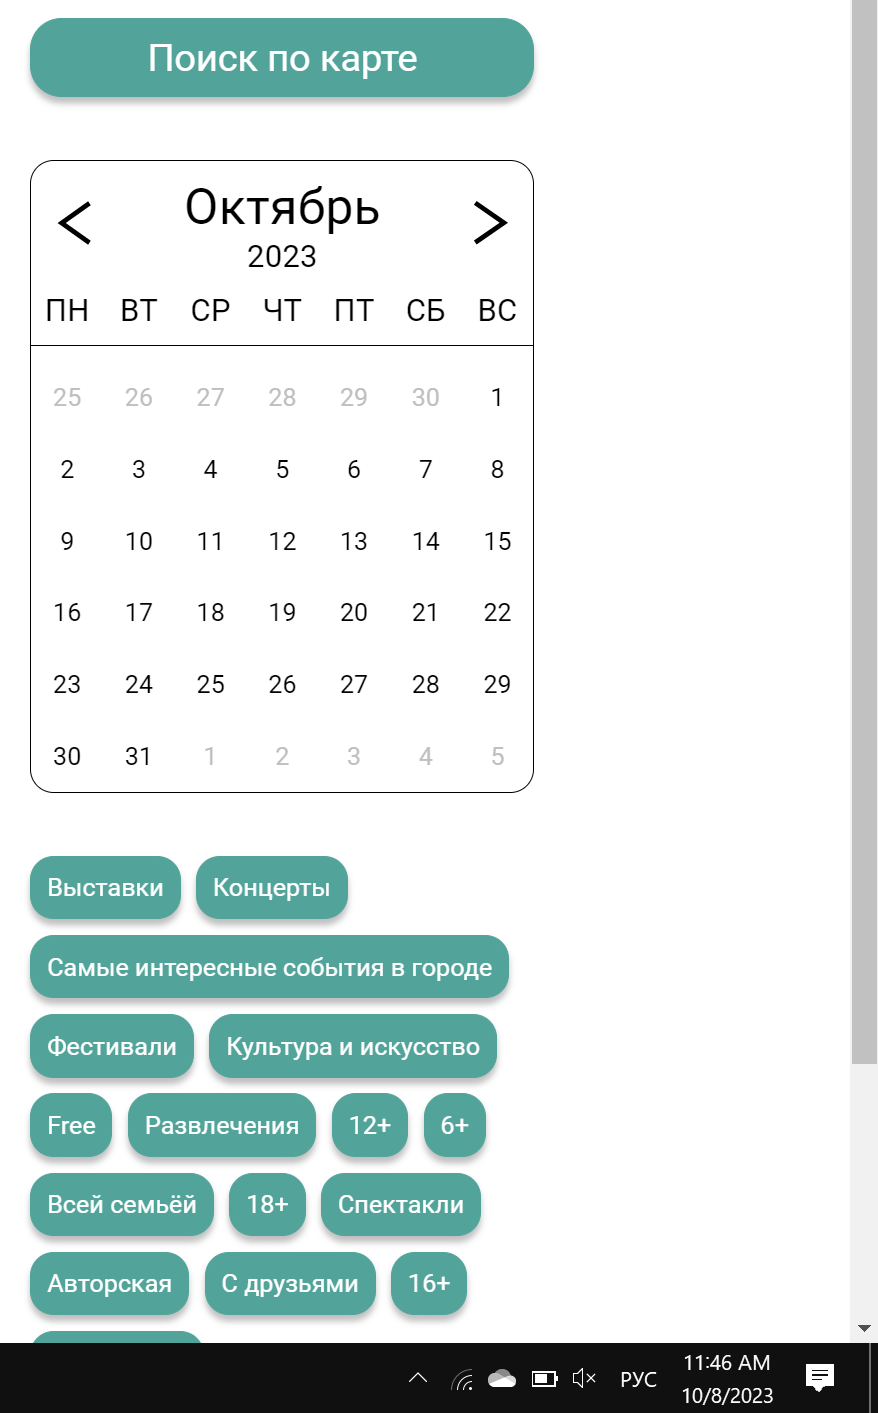 Поиск по карте
Октябрь
2023
ПН ВТ СР ЧТ ПТ СБ ВС
25 26 27 28 29 30 1
2 3 4 5 6 7 8
9 10 11 12 13 14 15
16 17 18 19 20 21 22
23 24 25 26 27 28 29
30 31 1 2 3 4 5
Выставки Концерты
Самые интересные события в городе
Фестивали Культура и искусство
Free Развлечения 12+ 6+
Всей семьёй 18+ Спектакли
Авторская С друзьями 16+
РУС 11:46 AM
10/8/2023